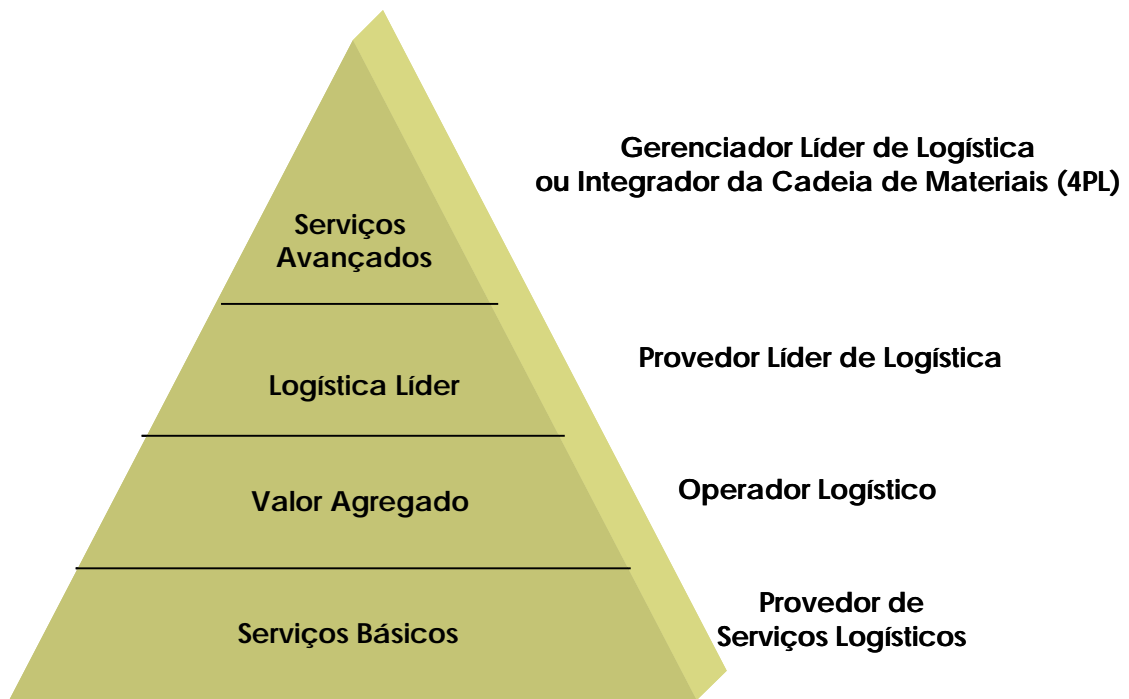 Gerenciador Líder de Logística
ou Integrador da Cadeia de Materiais (4PL)
Serviços
Avançados
Provedor Líder de Logística
Logística Líder
Operador Logístico
Valor Agregado
Provedor de
Serviços Logísticos
Serviços Básicos